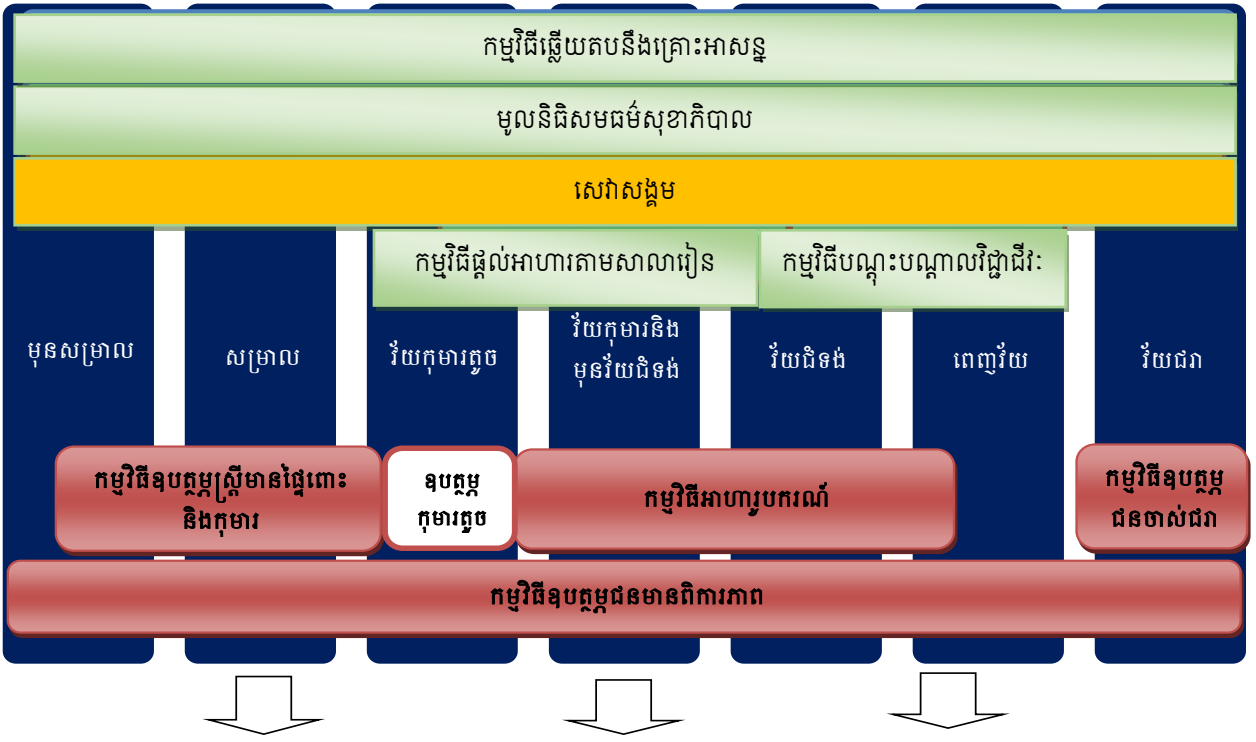 កម្មវិធីឆ្លើយតបនឹងគ្រោះអាសន្ន
មូលនិធិសមធម៌សុខាភិបាល
សេវាសង្គម
កម្មវិធីផ្តល់អាហារតាមសាលារៀន
កម្មវិធីបណ្តុះបណ្តាលវិជ្ជាជីវៈ
មុនសម្រាល
សម្រាល
វ័យកុមារតូច
វ័យកុមារនិង
មុនវ័យជំទង់
វ័យជំទង់
ពេញវ័យ
វ័យជរា
កម្មវិធីឧបត្ថម្ភស្ត្រីមានផ្ទៃពោះ
និងកុមារ
ឧបត្ថម្ភ
កុមារតូច
កម្មវិធីអាហារូបករណ៍
កម្មវិធីឧបត្ថម្ភ
ជនចាស់ជរា
កម្មវិធីឧបត្ថម្ភជនមានពិការភាព